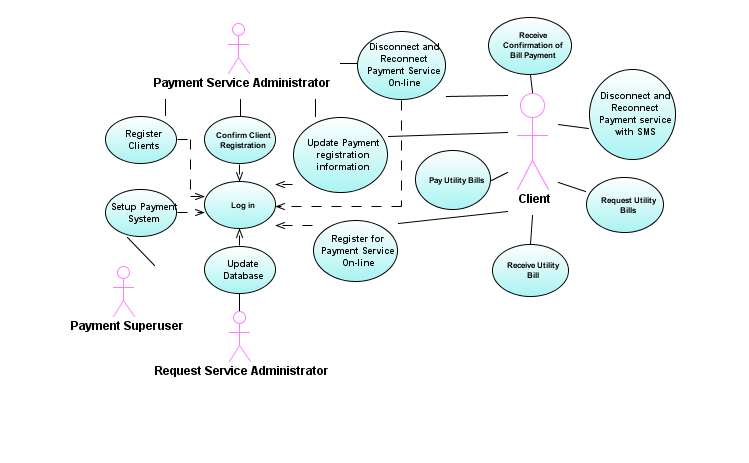 Receive
Confirmation of
Bill Payment
Disconnect and
Reconnect
Payment Service
On-line
Payment Service Administrator
Disconnect and
Reconnect
Payment service
with SMS
Register
Clients
Confirm Client
Registration
Update Payment
registration
information
Pay Utility Bills
Client
Request Utility
Bills
Setup Payment
System
Log in
Register for
Payment Service
On-line
Receive Utility
Bill
Update
Database
Payment Superuser
Request Service Administrator